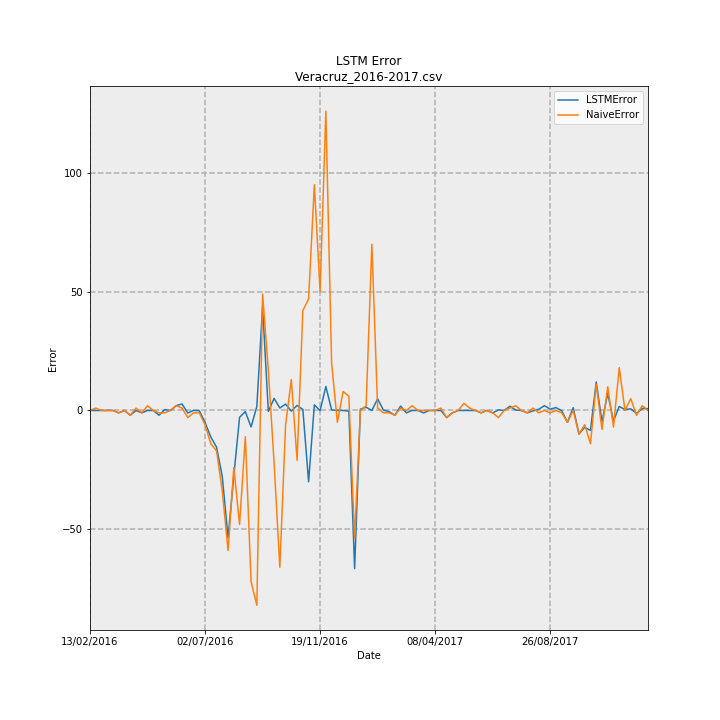 LSTM Error
Veracruz_2016-2017.csv
LSTMError
NaiveError
Error
100
50
0
−50
13/02/2016
02/07/2016
19/11/2016
08/04/2017
26/08/2017
Date